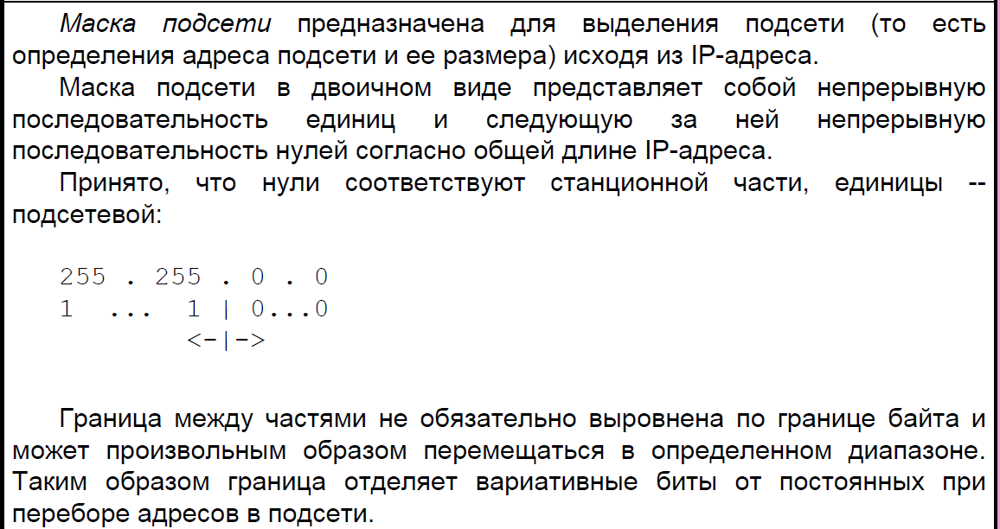 Маска подсети предназначена для выделения подсети (то есть
определения адреса подсети и ее размера) исходя из IP-адреса.
Маска подсети в двоичном виде представляет собой непрерывную
последовательность единиц и следующую за ней непрерывную
последовательность нулей согласно общей длине IP-адреса.
Принято, что нули соответствуют станционной части, единицы --
подсетевой:
255 . 255 . 0 . 0
1 ... 1 | 0...0
<-|->
Граница между частями не обязательно выровнена по границе байта и
может произвольным образом перемещаться в определенном диапазоне.
Таким образом граница отделяет вариативные биты от постоянных при
переборе адресов в подсети.